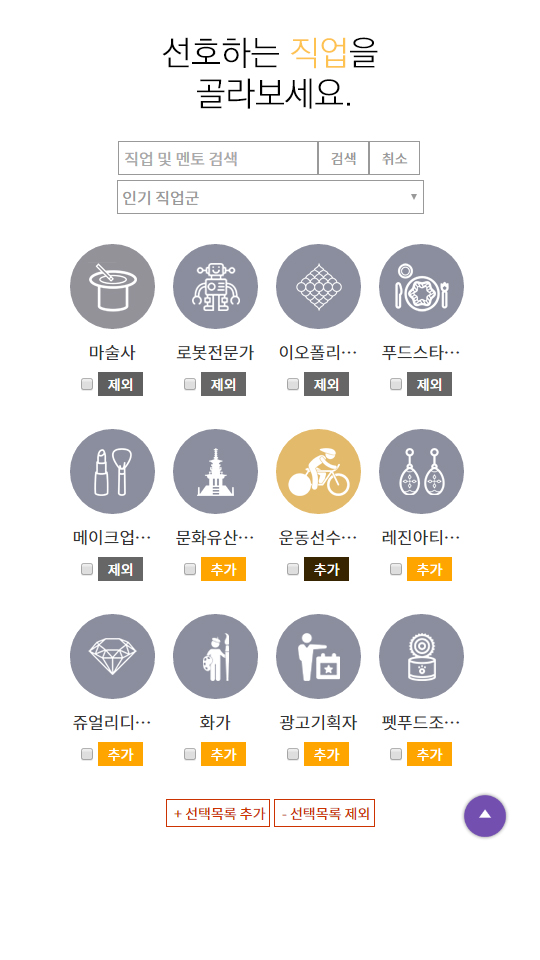 선호하는 직업을
골라보세요.
직업 및 멘토 검색 검색 취소
인기 직업군
마술사 로봇전문가 이오폴리… 푸드스타…
제외 제외 제외 제외
메이크업… 문화유산… 운동선수… 레진아티…
제외 추가 추가 추가
쥬얼리디… 화가 광고기획자 펫푸드조…
추가 추가 추가 추가
+ 선택목록 추가 - 선택목록 제외